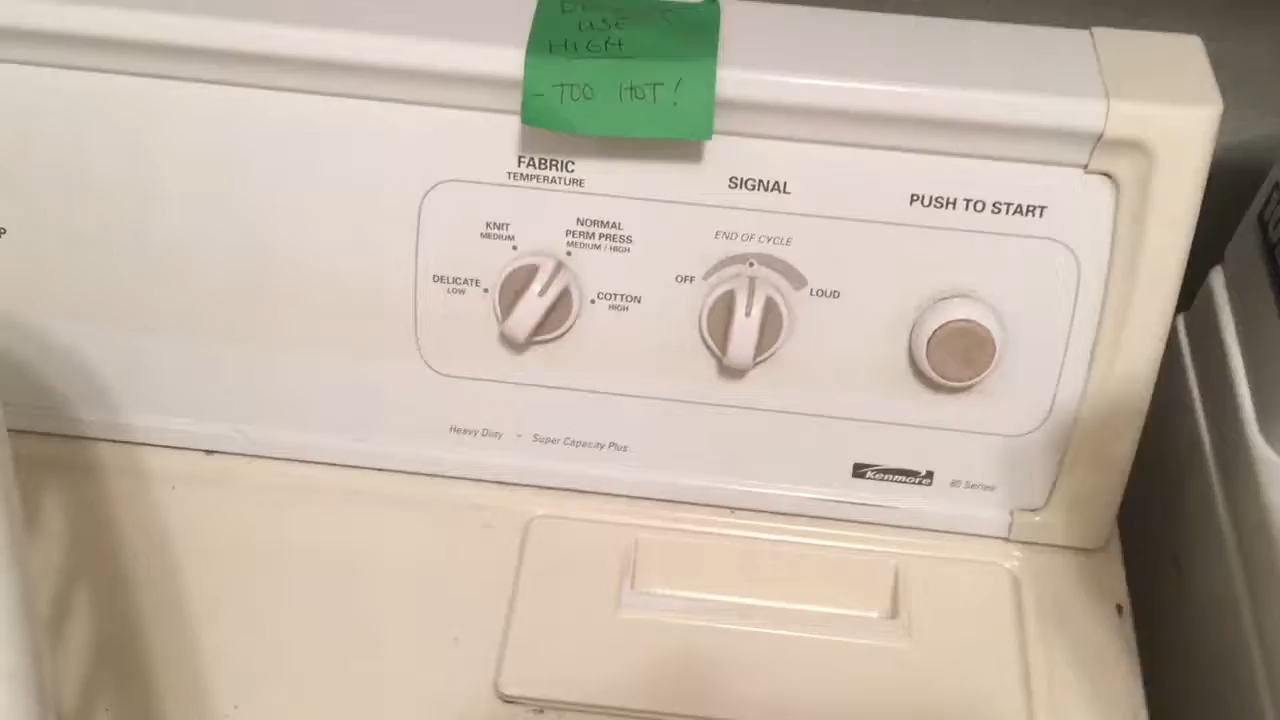 USE
HIGH
- TOO HOT!
FABRIC
TEMPERATURE
SIGNAL
PUSH TO START
KNIT
MEDIUM
NORMAL
PERM PRESS
MEDIUM / HIGH
DELICATE
LOW
COTTON
HIGH
END OF CYCLE
OFF
LOUD
P
Heavy Duty - Super Capacity Plus
Kenmore 80 Series